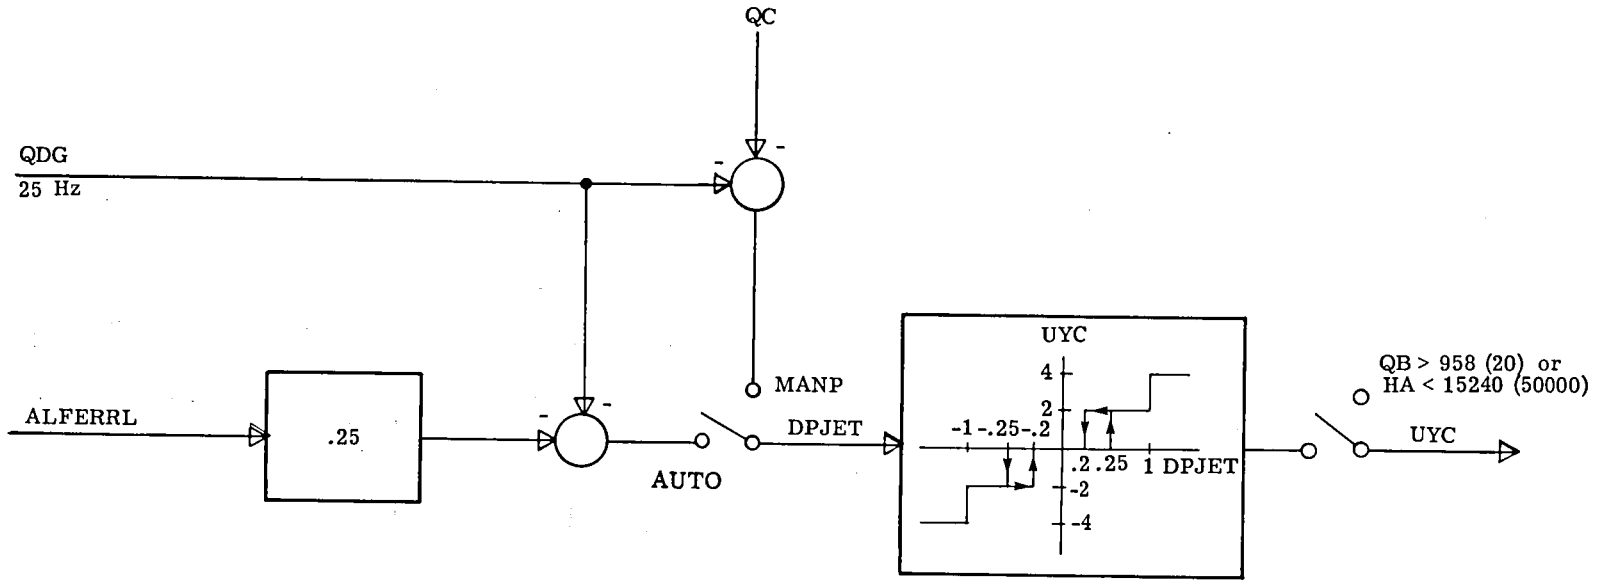 QC
-
-
QDG
25 Hz
-
-
MANP
ALFERRL
.25
AUTO
DPJET
UYC
4
2
-1 -.25 -.2
.2 .25 1 DPJET
-2
-4
QB > 958 (20) or
HA < 15240 (50000)
UYC